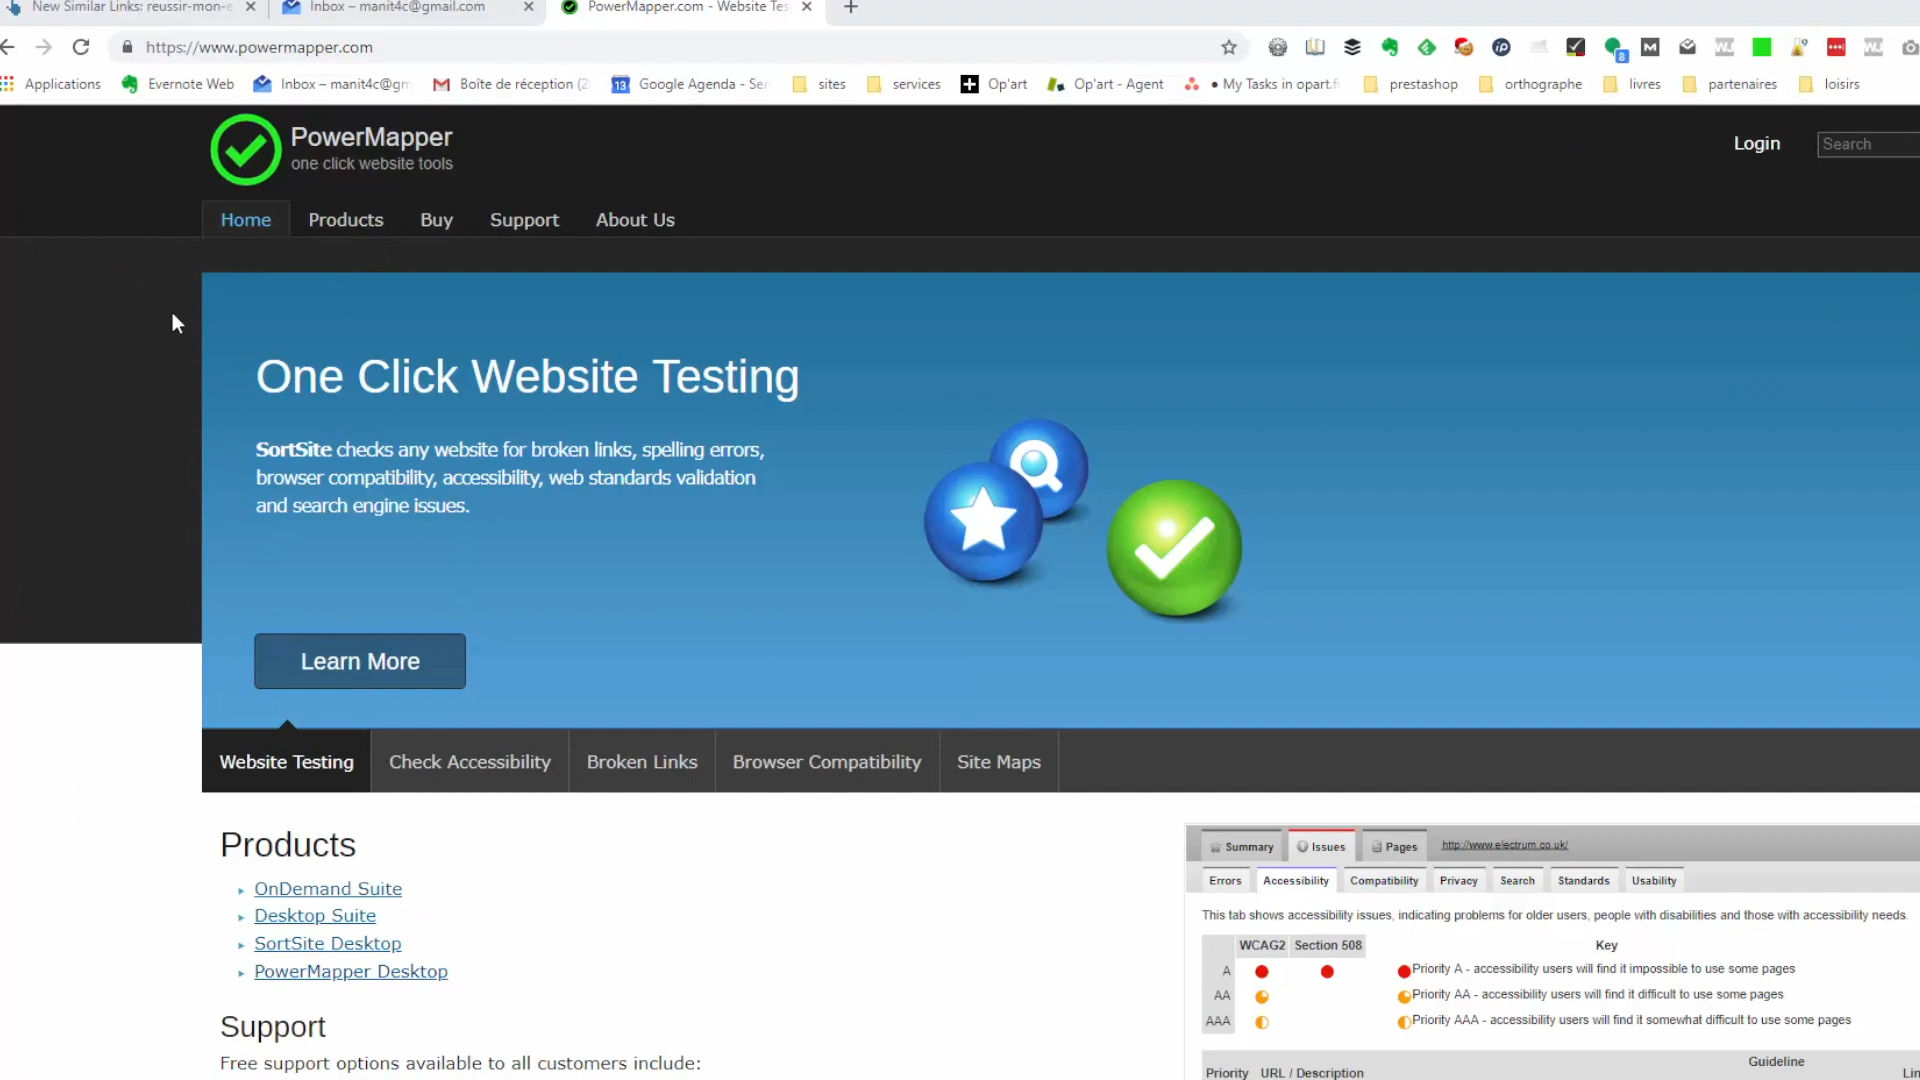 New Similar Links: reussir-mon-e
Inbox – manit4c@gmail.com
PowerMapper.com - Website Tes
https://www.powermapper.com
8
Applications
Evernote Web
Inbox – manit4c@gm
Boîte de réception (2
13
Google Agenda - Sen
sites
services
Op'art
Op'art - Agent
• My Tasks in opart.f
prestashop
orthographe
livres
partenaires
loisirs
PowerMapper
one click website tools
Login
Search
Home
Products
Buy
Support
About Us
One Click Website Testing
SortSite checks any website for broken links, spelling errors,
browser compatibility, accessibility, web standards validation
and search engine issues.
Learn More
Website Testing
Check Accessibility
Broken Links
Browser Compatibility
Site Maps
Products
OnDemand Suite
Desktop Suite
SortSite Desktop
PowerMapper Desktop
Support
Free support options available to all customers include:
Summary
Issues
Pages
http://www.electrum.co.uk/
Errors
Accessibility
Compatibility
Privacy
Search
Standards
Usability
This tab shows accessibility issues, indicating problems for older users, people with disabilities and those with accessibility needs.
WCAG2 Section 508 Key
A Priority A - accessibility users will find it impossible to use some pages
AA Priority AA - accessibility users will find it difficult to use some pages
AAA Priority AAA - accessibility users will find it somewhat difficult to use some pages
Guideline
Priority URL / Description